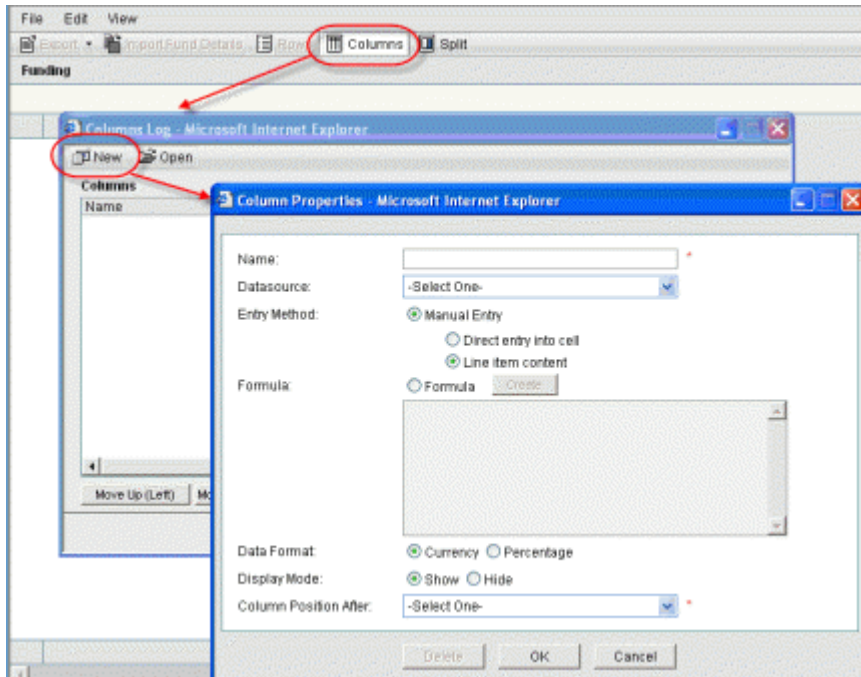 File Edit View
Export Import Fund Details Row Columns Split
Funding
Columns Log - Microsoft Internet Explorer
New Open
Columns
Name
Column Properties - Microsoft Internet Explorer
Name: *
Datasource: -Select One-
Entry Method: Manual Entry
Direct entry into cell
Line item content
Formula: Formula Create
Move Up (Left) Mo
Data Format: Currency Percentage
Display Mode: Show Hide
Column Position After: -Select One- *
Delete OK Cancel